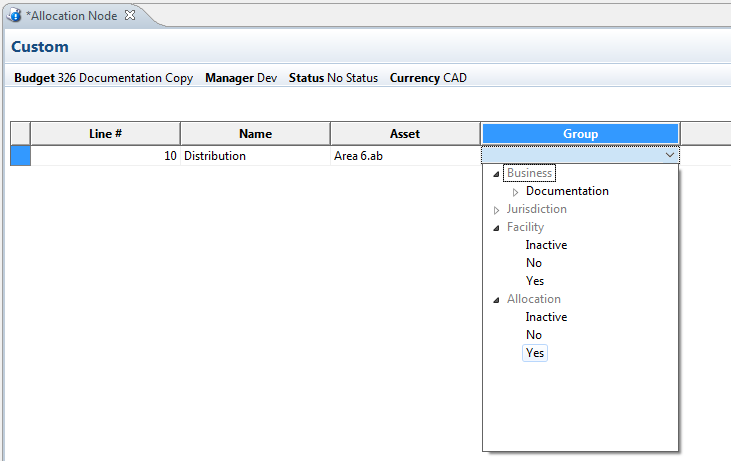 *Allocation Node
Custom
Budget 326 Documentation Copy Manager Dev Status No Status Currency CAD
Line # Name Asset Group
10 Distribution Area 6.ab
Business
Documentation
Jurisdiction
Facility
Inactive
No
Yes
Allocation
Inactive
No
Yes